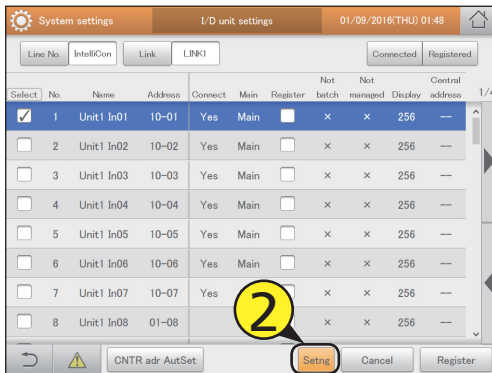 System settings I/D unit settings 01/09/2016(THU) 01:48
Line No. IntelliCon Link LINK1 Connected Registered
Select No. Name Address Connect Main Register Not batch Not managed Display Central address 1/4
1 Unit1 In01 10-01 Yes Main × × 256 --
2 Unit1 In02 10-02 Yes Main × × 256 --
3 Unit1 In03 10-03 Yes Main × × 256 --
4 Unit1 In04 10-04 Yes Main × × 256 --
5 Unit1 In05 10-05 Yes Main × × 256 --
6 Unit1 In06 10-06 Yes Main × × 256 --
7 Unit1 In07 10-07 Yes × × 256 --
8 Unit1 In08 01-08 × × 256 --
2
CNTR adr AutSet Setng Cancel Register